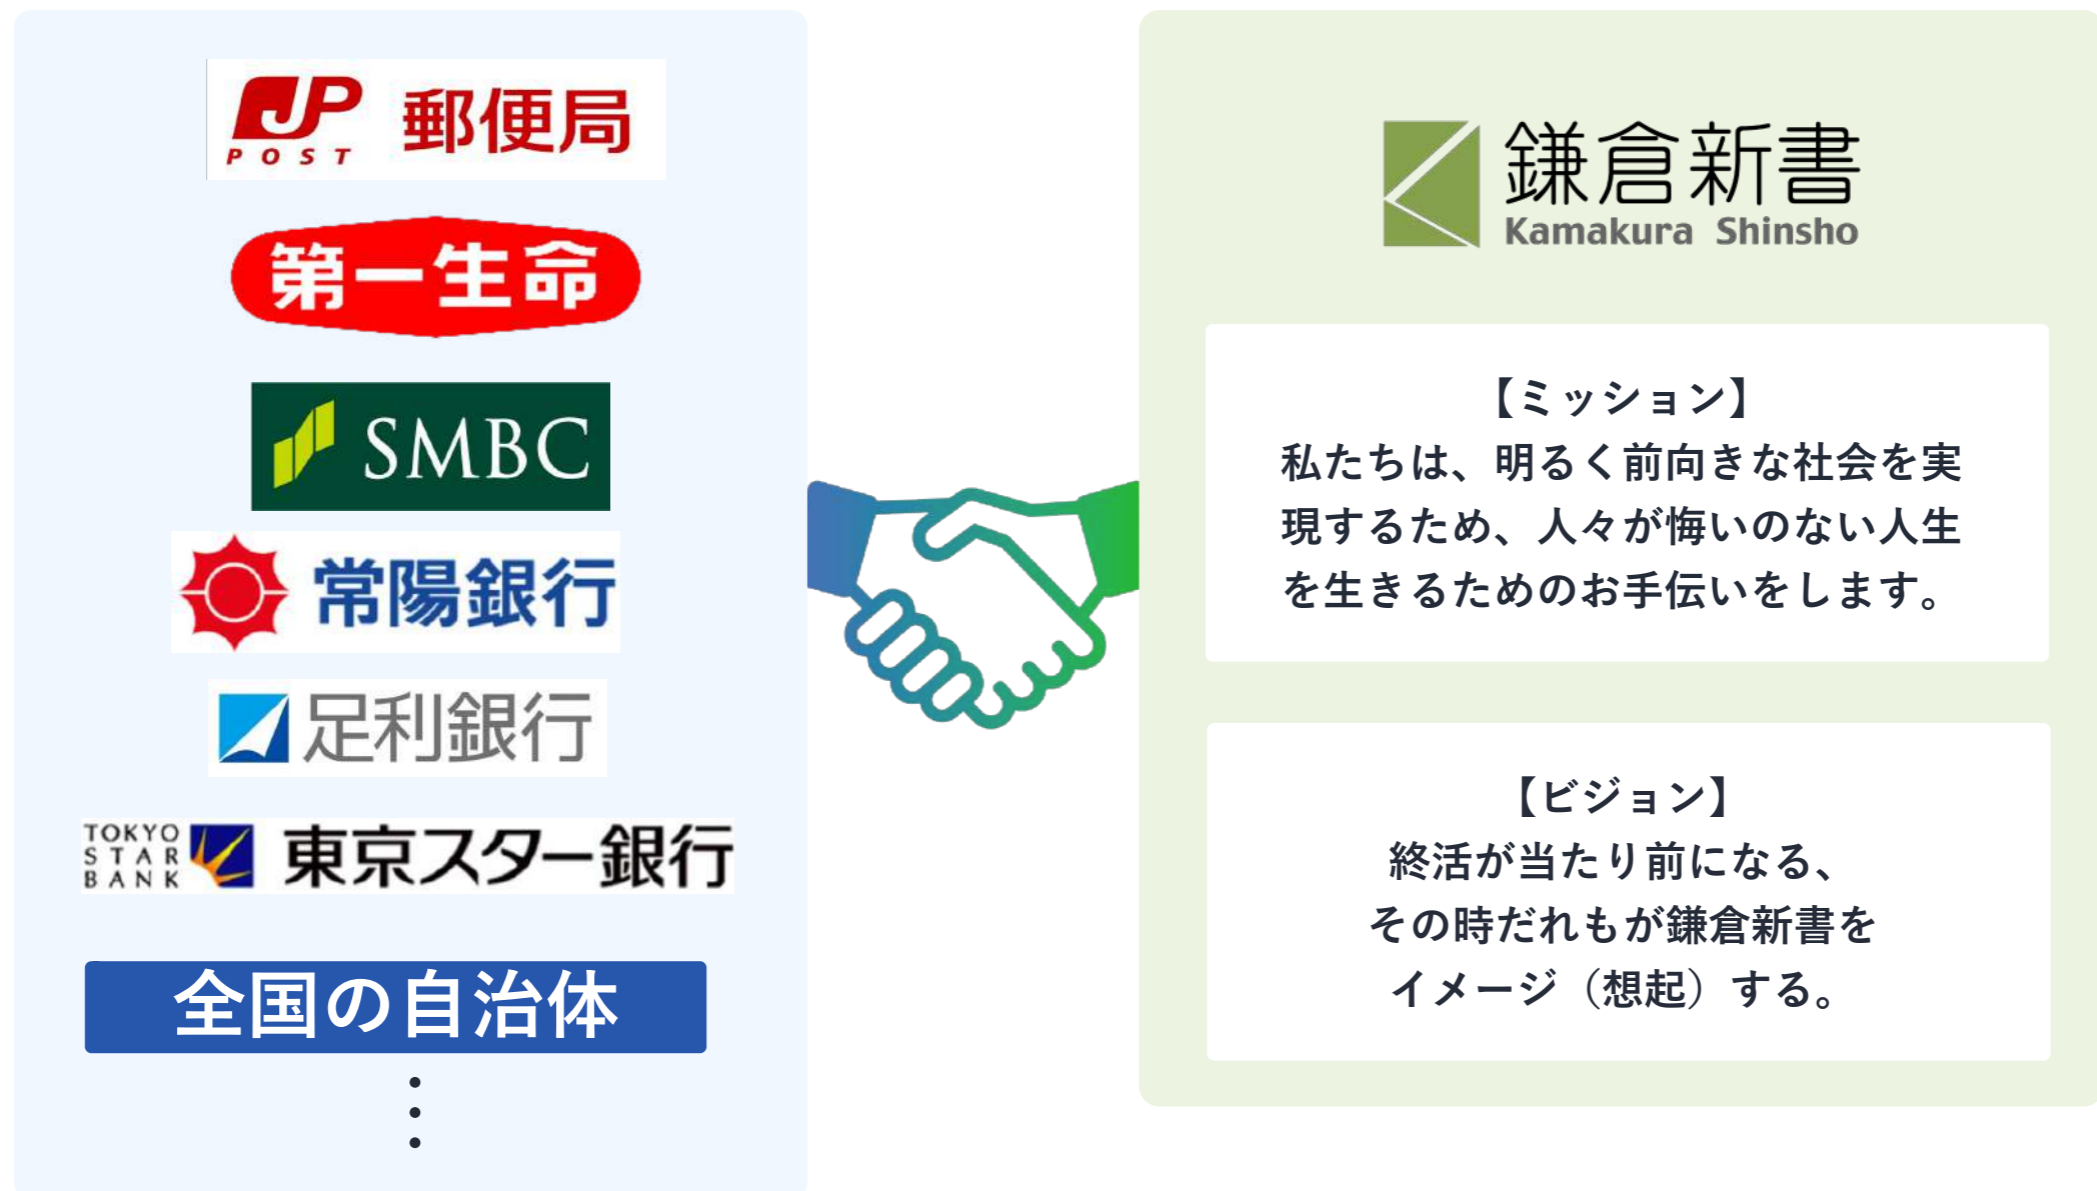 JP
POST
郵便局
第一生命
SMBC
常陽銀行
足利銀行
TOKYO
STAR
BANK
東京スター銀行
全国の自治体
鎌倉新書
Kamakura Shinsho
【ミッション】
私たちは、明るく前向きな社会を実
現するため、人々が悔いのない人生
を生きるためのお手伝いをします。
【ビジョン】
終活が当たり前になる、
その時だれもが鎌倉新書を
イメージ（想起）する。